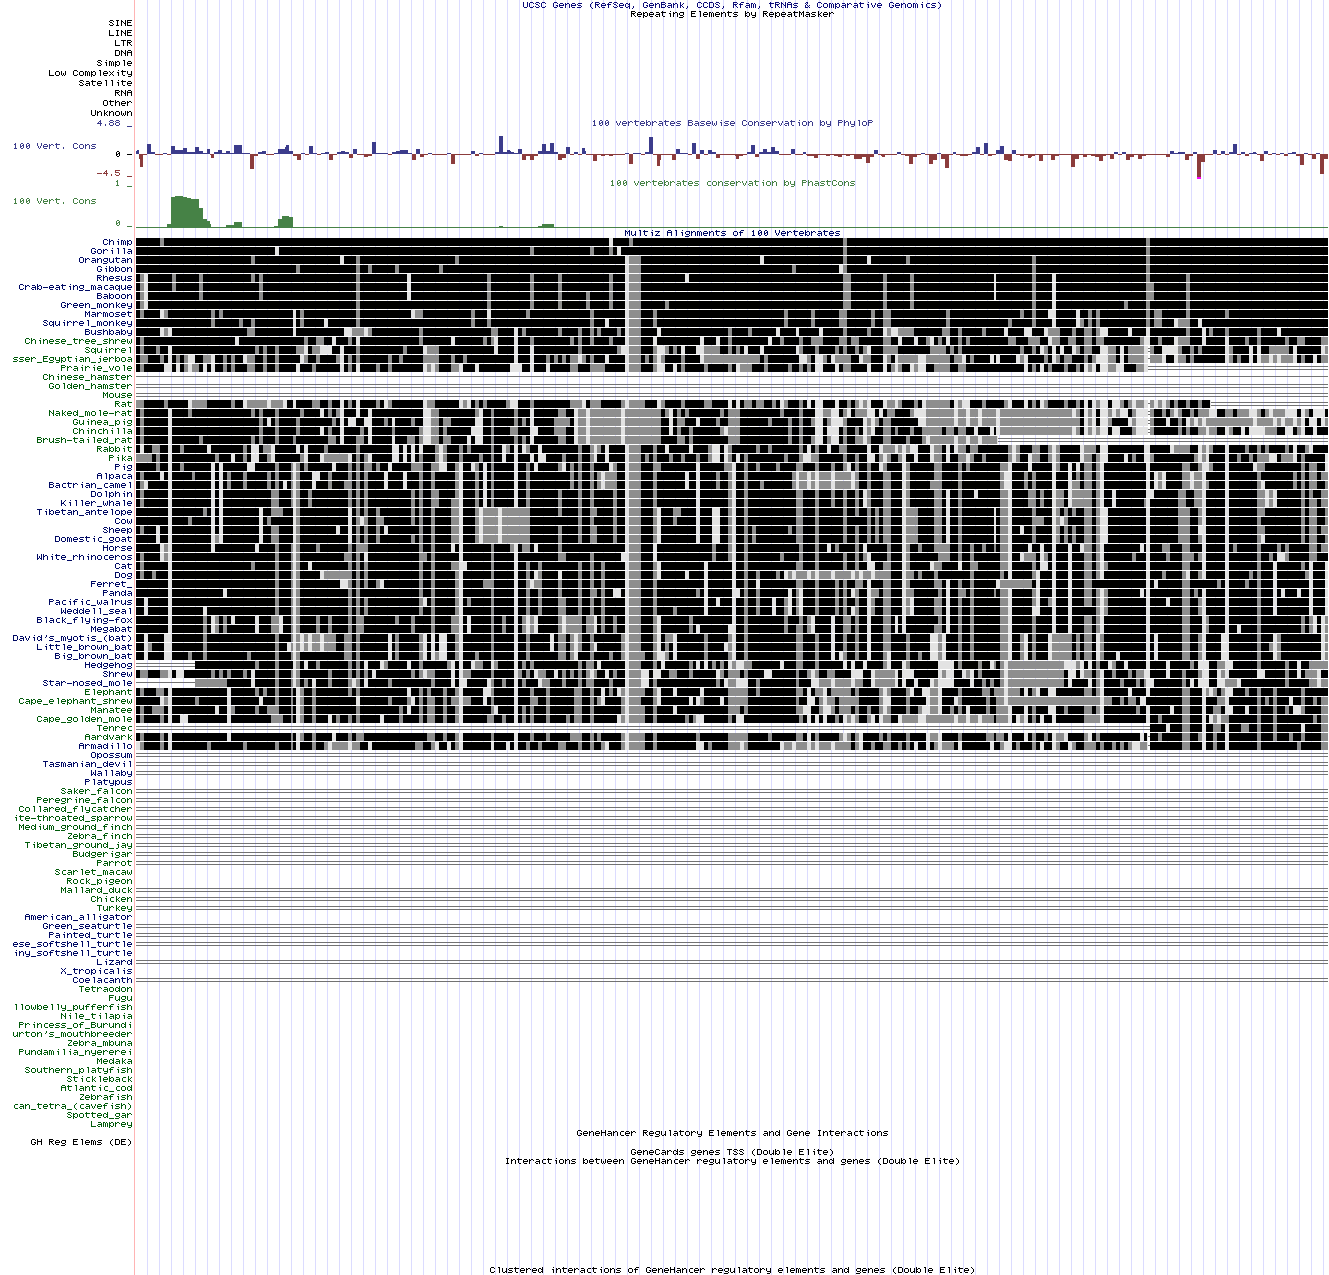 UCSC Genes (RefSeq, GenBank, CCDS, Rfam, tRNAs & Comparative Genomics)
Repeating Elements by RepeatMasker
SINE
LINE
LTR
DNA
Simple
Low Complexity
Satellite
RNA
Other
Unknown
4.88 _
100 vertebrates Basewise Conservation by PhyloP
100 Vert. Cons
0 _
-4.5 _
100 vertebrates conservation by PhastCons
1 _
100 Vert. Cons
0 _
Multiz Alignments of 100 Vertebrates
Chimp
Gorilla
Orangutan
Gibbon
Rhesus
Crab-eating_macaque
Baboon
Green_monkey
Marmoset
Squirrel_monkey
Bushbaby
Chinese_tree_shrew
Squirrel
sser_Egyptian_jerboa
Prairie_vole
Chinese_hamster
Golden_hamster
Mouse
Rat
Naked_mole-rat
Guinea_pig
Chinchilla
Brush-tailed_rat
Rabbit
Pika
Pig
Alpaca
Bactrian_camel
Dolphin
Killer_whale
Tibetan_antelope
Cow
Sheep
Domestic_goat
Horse
White_rhinoceros
Cat
Dog
Ferret_
Panda
Pacific_walrus
Weddell_seal
Black_flying-fox
Megabat
David's_myotis_(bat)
Little_brown_bat
Big_brown_bat
Hedgehog
Shrew
Star-nosed_mole
Elephant
Cape_elephant_shrew
Manatee
Cape_golden_mole
Tenrec
Aardvark
Armadillo
Opossum
Tasmanian_devil
Wallaby
Platypus
Saker_falcon
Peregrine_falcon
Collared_flycatcher
ite-throated_sparrow
Medium_ground_finch
Zebra_finch
Tibetan_ground_jay
Budgerigar
Parrot
Scarlet_macaw
Rock_pigeon
Mallard_duck
Chicken
Turkey
American_alligator
Green_seaturtle
Painted_turtle
ese_softshell_turtle
iny_softshell_turtle
Lizard
X_tropicalis
Coelacanth
Tetraodon
Fugu
llowbelly_pufferfish
Nile_tilapia
Princess_of_Burundi
urton's_mouthbreeder
Zebra_mbuna
Pundamilia_nyererei
Medaka
Southern_platyfish
Stickleback
Atlantic_cod
Zebrafish
can_tetra_(cavefish)
Spotted_gar
Lamprey
GeneHancer Regulatory Elements and Gene Interactions
GH Reg Elems (DE)
GeneCards genes TSS (Double Elite)
Interactions between GeneHancer regulatory elements and genes (Double Elite)
Clustered interactions of GeneHancer regulatory elements and genes (Double Elite)